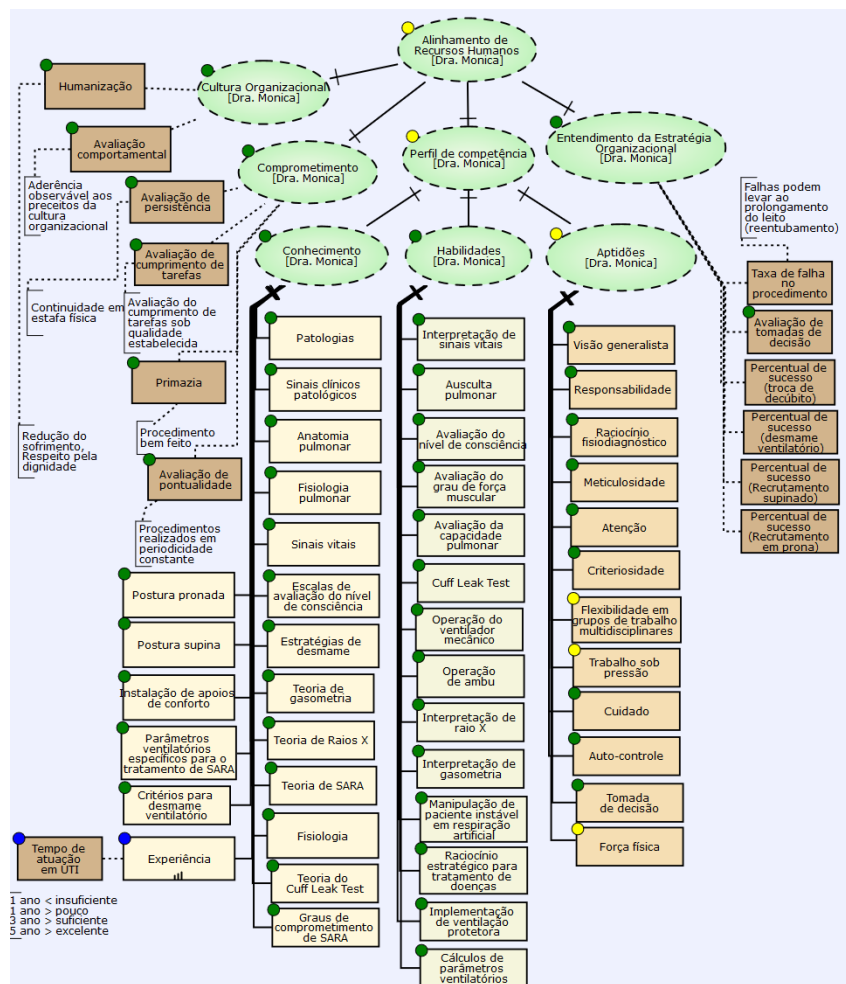 Alinhamento de
Recursos Humanos
[Dra. Monica]
Cultura Organizacional
[Dra. Monica]
Humanização
Avaliação
comportamental
Comprometimento
[Dra. Monica]
Perfil de competência
[Dra. Monica]
Entendimento da Estratégia
Organizacional
[Dra. Monica]
Aderência
observável aos
preceitos da
cultura
organizacional
Avaliação de
persistência
Avaliação de
cumprimento de
tarefas
Continuidade em
estafa física
Avaliação do
cumprimento de
tarefas sob
qualidade
estabelecida
Primazia
Procedimento
bem feito
Redução do
sofrimento,
Respeito pela
dignidade
Avaliação de
pontualidade
Procedimentos
realizados em
periodicidade
constante
Conhecimento
[Dra. Monica]
Habilidades
[Dra. Monica]
Aptidões
[Dra. Monica]
Falhas podem
levar ao
prolongamento
do leito
(reentubamento)
Taxa de falha
no
procedimento
Avaliação de
tomadas de
decisão
Percentual de
sucesso
(troca de
decúbito)
Percentual de
sucesso
(desmame
ventilatório)
Percentual de
sucesso
(Recrutamento
supinado)
Percentual de
sucesso
(Recrutamento
em prona)
Patologias
Sinais clínicos
patológicos
Anatomia
pulmonar
Fisiologia
pulmonar
Sinais vitais
Escalas de
avaliação do nível
de consciência
Estratégias de
desmame
Teoria de
gasometria
Teoria de Raios X
Teoria de SARA
Fisiologia
Teoria do
Cuff Leak Test
Graus de
comprometimento
de SARA
Postura pronada
Postura supina
Instalação de apoios
de conforto
Parâmetros
ventilatórios
específicos para o
tratamento de SARA
Critérios para
desmame
ventilatório
Experiência
Tempo de
atuação
em UTI
1 ano < insuficiente
1 ano > pouco
3 ano > suficiente
5 ano > excelente
Interpretação de
sinais vitais
Ausculta
pulmonar
Avaliação do
nível de consciência
Avaliação do
grau de força
muscular
Avaliação da
capacidade
pulmonar
Cuff Leak Test
Operação do
ventilador
mecânico
Operação
de ambu
Interpretação de
raio X
Interpretação de
gasometria
Manipulação de
paciente instável
em respiração
artificial
Raciocínio
estratégico para
tratamento de
doenças
Implementação
de ventilação
protetora
Cálculos de
parâmetros
ventilatórios
Visão generalista
Responsabilidade
Raciocínio
fisiodiagnóstico
Meticulosidade
Atenção
Criteriosidade
Flexibilidade em
grupos de trabalho
multidisciplinares
Trabalho sob
pressão
Cuidado
Auto-controle
Tomada
de decisão
Força física